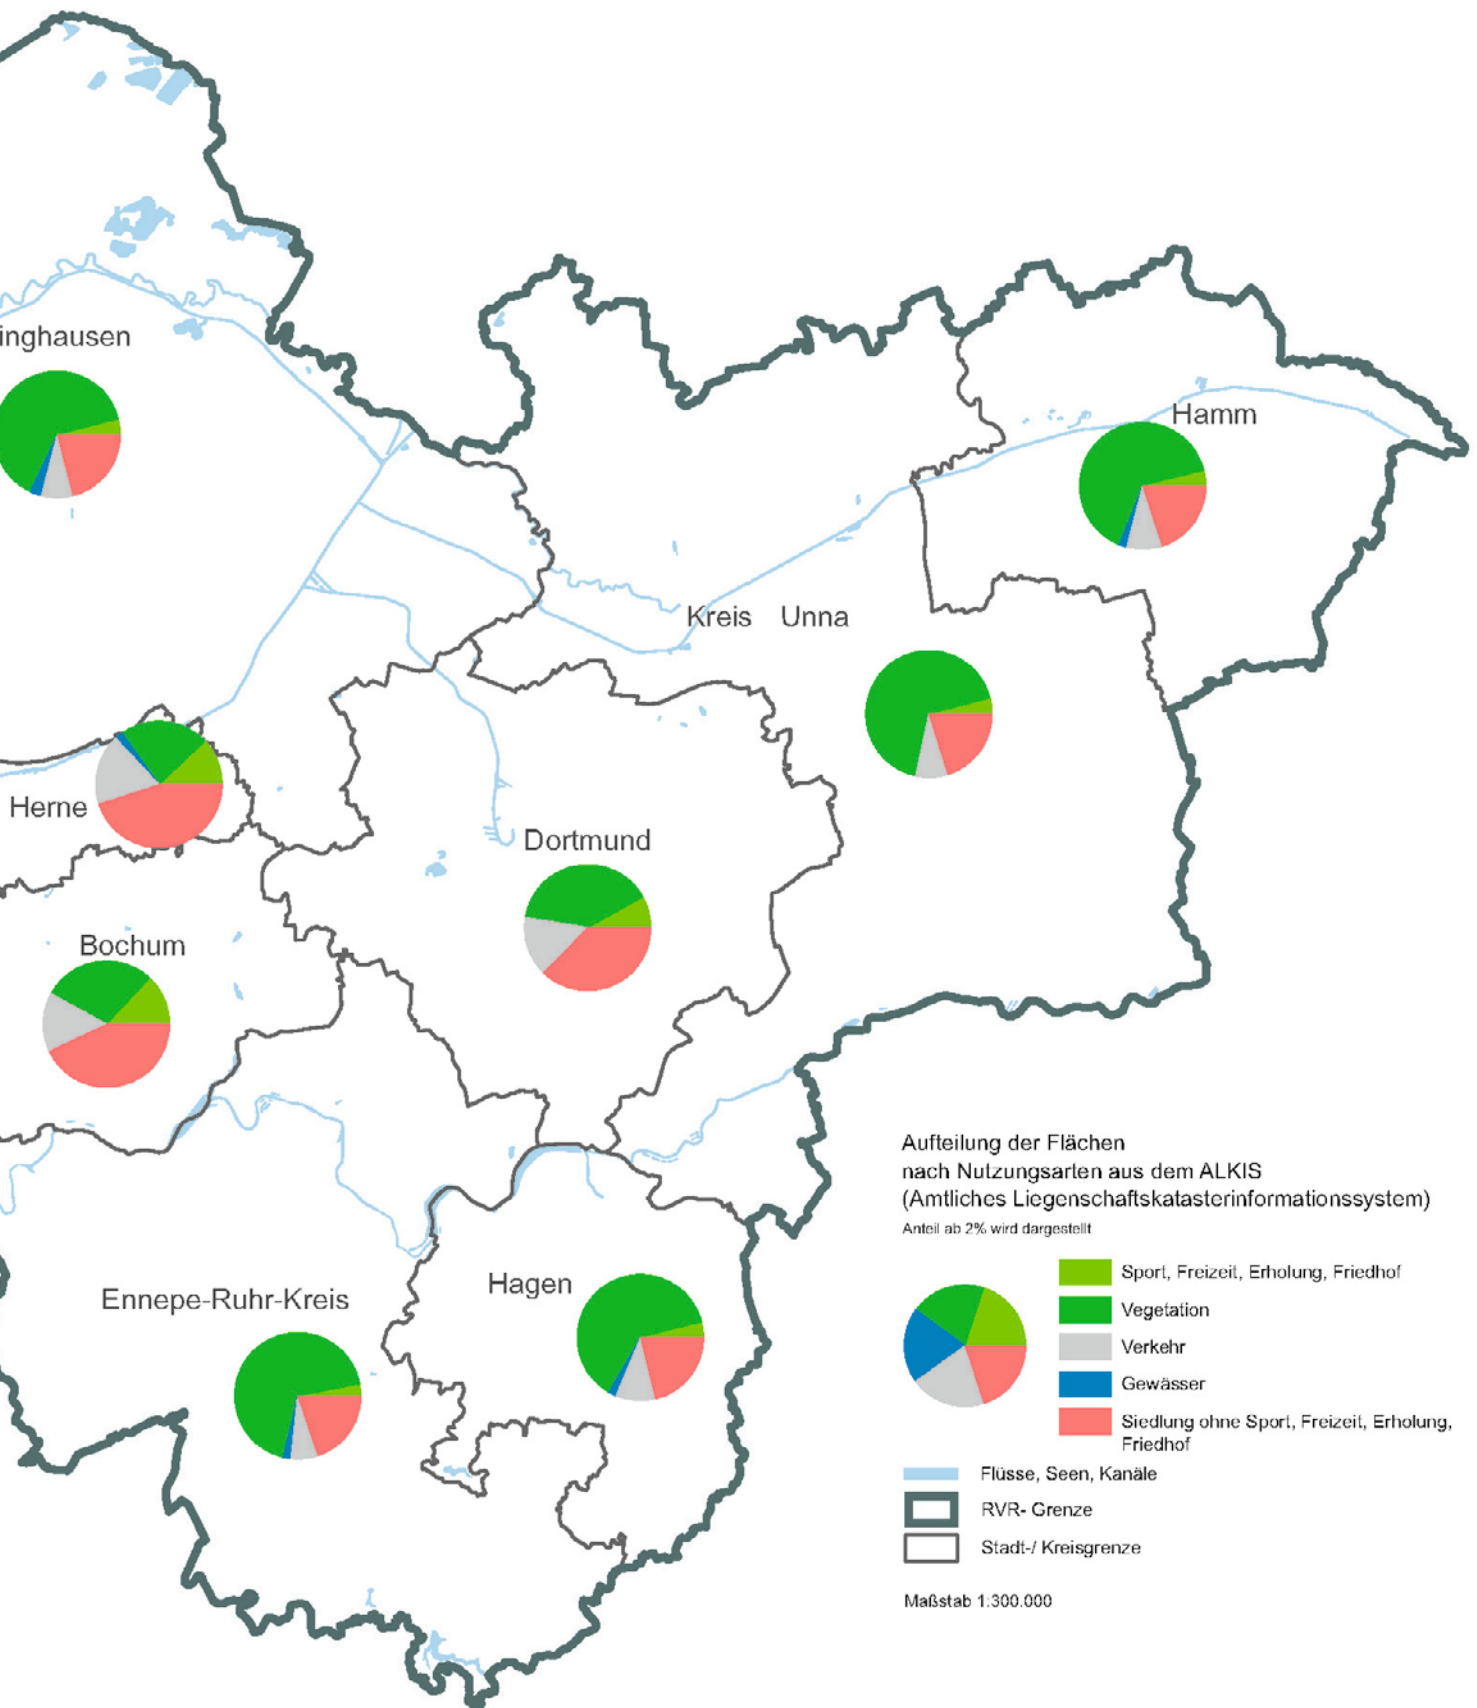 inghausen
Hamm
Kreis Unna
Herne
Dortmund
Bochum
Aufteilung der Flächen
nach Nutzungsarten aus dem ALKIS
(Amtliches Liegenschaftskatasterinformationssystem)
Anteil ab 2% wird dargestellt
Hagen
Ennepe-Ruhr-Kreis
Sport, Freizeit, Erholung, Friedhof
Vegetation
Verkehr
Gewässer
Siedlung ohne Sport, Freizeit, Erholung,
Friedhof
Flüsse, Seen, Kanäle
RVR- Grenze
Stadt-/ Kreisgrenze
Maßstab 1:300.000